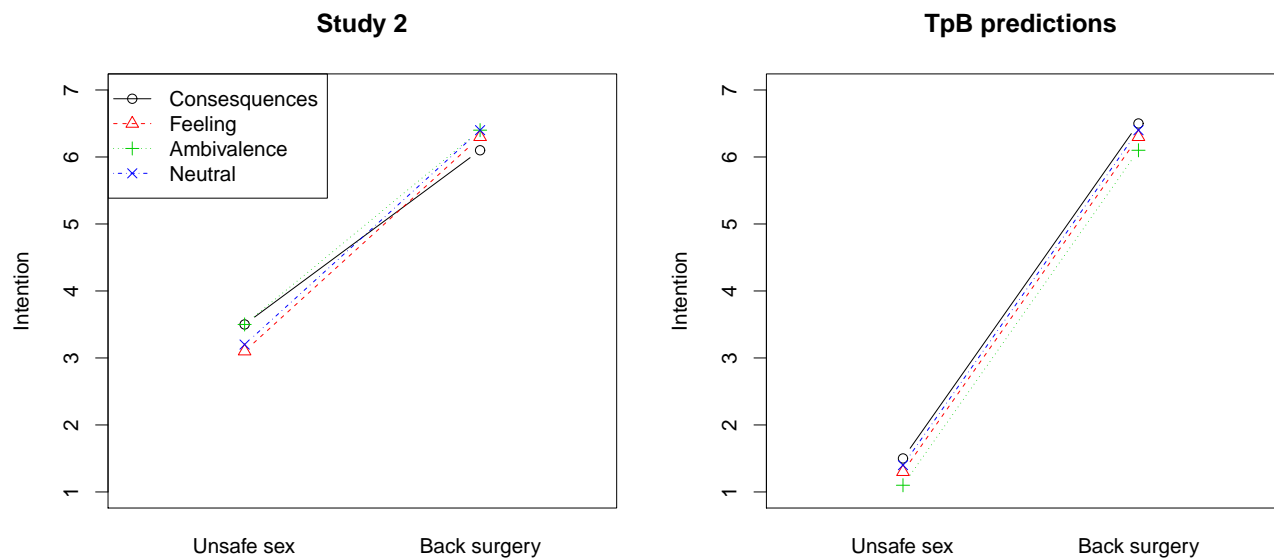 Study 2
7
6
5
4
3
2
1
Intention
Consesquences
Feeling
Ambivalence
Neutral
Unsafe sex
Back surgery
TpB predictions
7
6
5
4
3
2
1
Intention
Unsafe sex
Back surgery